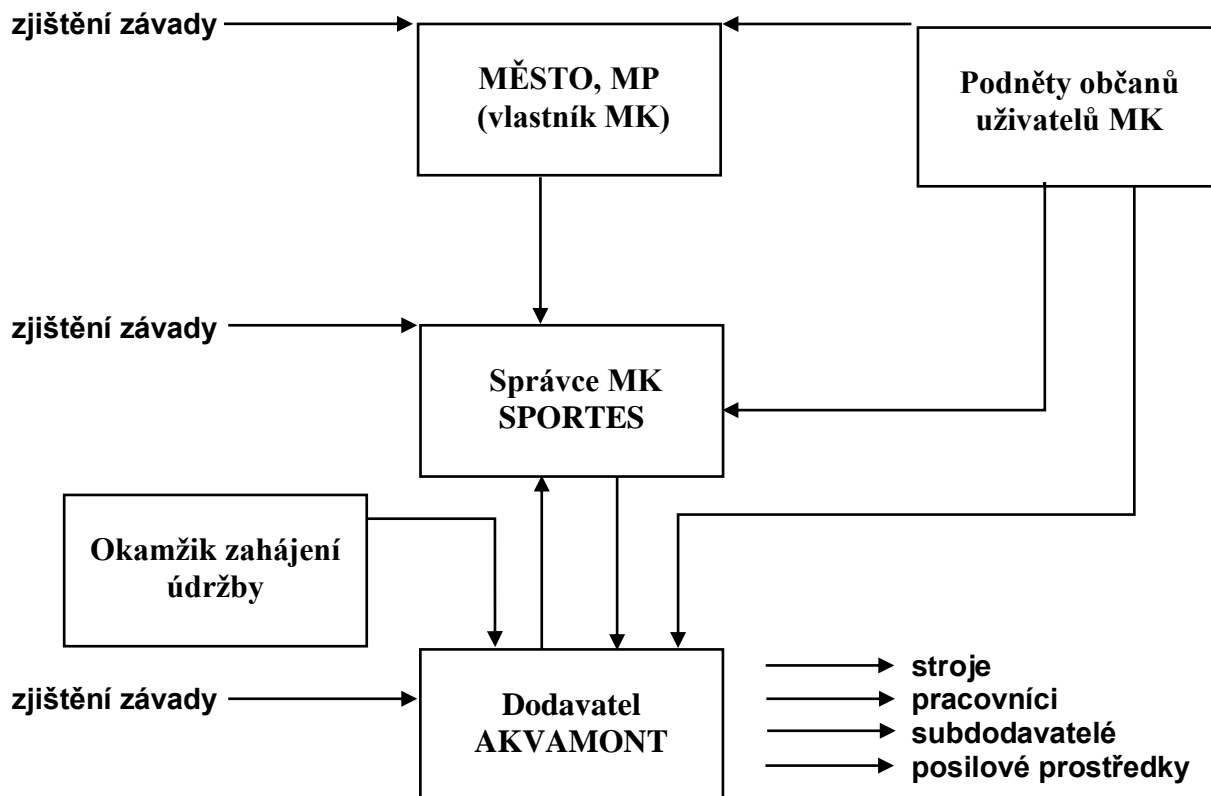 zjištění závady
MĚSTO, MP
(vlastník MK)
Podněty občanů
uživatelů MK
zjištění závady
Správce MK
SPORTES
Okamžik zahájení
údržby
zjištění závady
Dodavatel
AKVAMONT
stroje
pracovníci
subdodavatelé
posilové prostředky